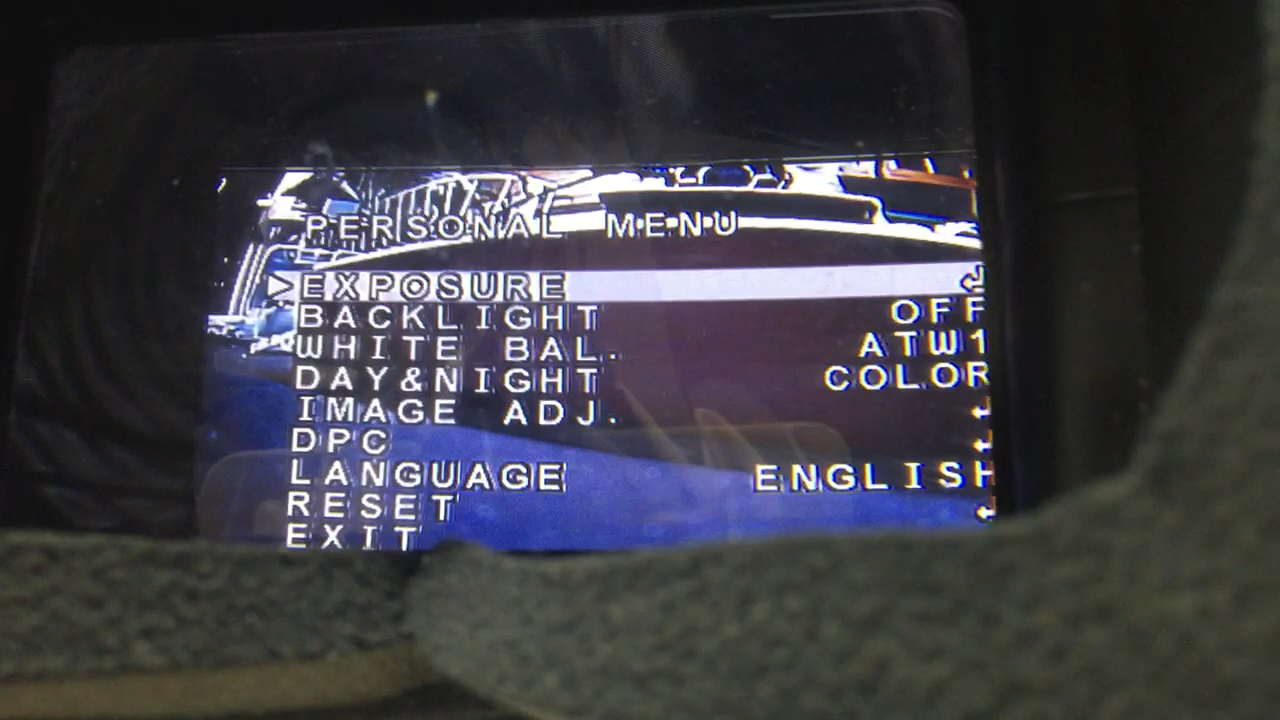 PERSONAL MENU
>EXPOSURE ↵
BACKLIGHT OFF
WHITE BAL. ATW1
DAY&NIGHT COLOR
IMAGE ADJ. ↵
DPC ↵
LANGUAGE ENGLISH
RESET ↵
EXIT